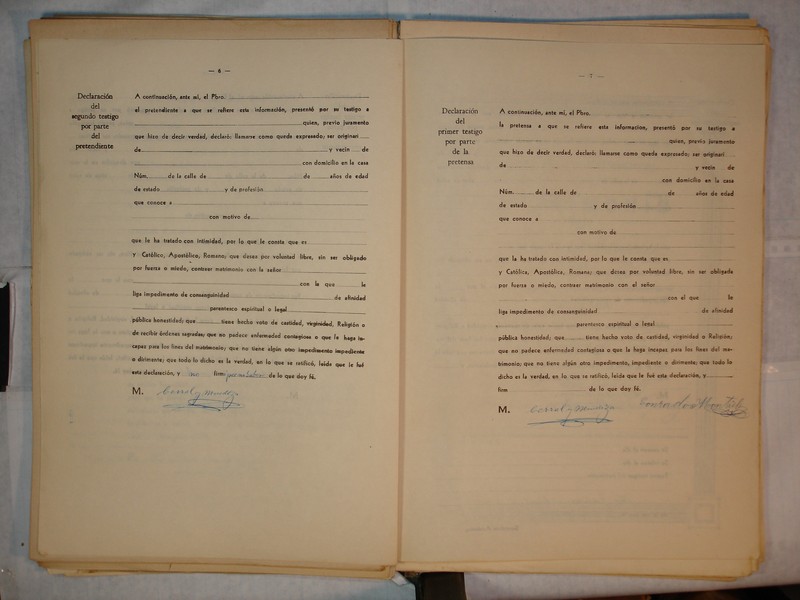 — 6 —
Declaración
del
segundo testigo
por parte
del
pretendiente
A continuación, ante mí, el Pbro.
el pretendiente a que se refiere esta información, presentó por su testigo a
quien, previo juramento
que hizo de decir verdad, declaró: llamarse como queda expresado; ser originari
de y vecin de
con domicilio en la casa
Núm. de la calle de de años de edad
de estado y de profesión
que conoce a
con motivo de
que le ha tratado con intimidad, por lo que le consta que es
y Católico, Apostólico, Romano; que desea por voluntad libre, sin ser obligado
por fuerza o miedo, contraer matrimonio con la señor
con la que le
liga impedimento de consanguinidad de afinidad
parentesco espiritual o legal
pública honestidad; que tiene hecho voto de castidad, virginidad, Religión o
de recibir órdenes sagradas; que no padece enfermedad contagiosa o que le haga in-
capaz para los fines del matrimonio; que no tiene algún otro impedimento impediente
o dirimente; que todo lo dicho es la verdad, en lo que se ratificó, leída que le fué
esta declaración, y no firm por no saber de lo que doy fé.
M. Corral y Mendoza
— 7 —
Declaración
del
primer testigo
por parte
de la
pretensa
A continuación, ante mí, el Pbro.
la pretensa a que se refiere esta información, presentó por su testigo a
quien, previo juramento
que hizo de decir verdad, declaró: llamarse como queda expresado; ser originari
de y vecin de
con domicilio en la casa
Núm. de la calle de de años de edad
de estado y de profesión
que conoce a
con motivo de
que la ha tratado con intimidad, por lo que le consta que es
y Católica, Apostólica, Romana; que desea por voluntad libre, sin ser obligada
por fuerza o miedo, contraer matrimonio con el señor
con el que le
liga impedimento de consanguinidad de afinidad
parentesco espiritual o legal
pública honestidad; que tiene hecho voto de castidad, virginidad o Religión;
que no padece enfermedad contagiosa o que la haga incapaz para los fines del ma-
trimonio; que no tiene algún otro impedimento, impediente o dirimente; que todo lo
dicho es la verdad, en lo que se ratificó, leída que le fué esta declaración, y
firm de lo que doy fé.
M. Corral y Mendoza